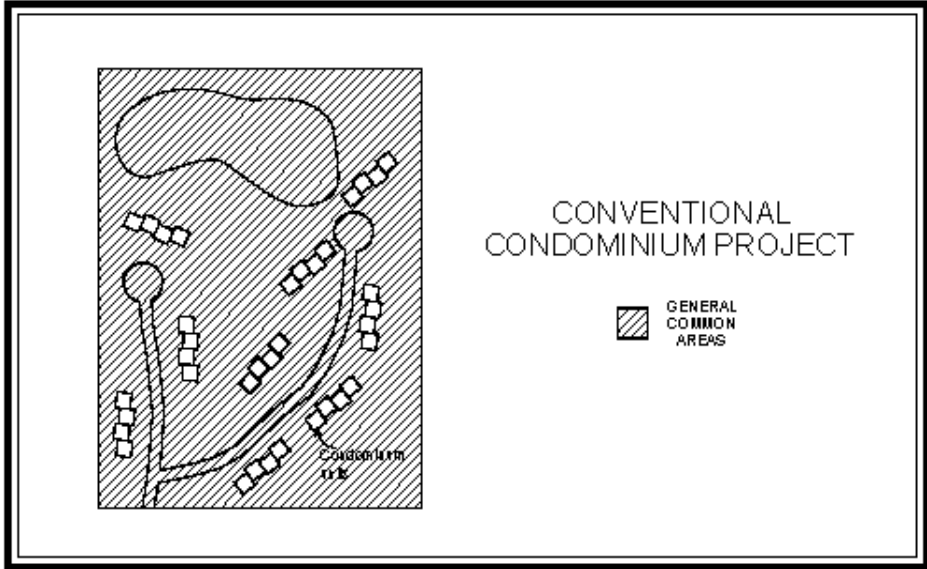 CONVENTIONAL
CONDOMINIUM PROJECT
GENERAL
COMMON
AREAS
Condominium
units